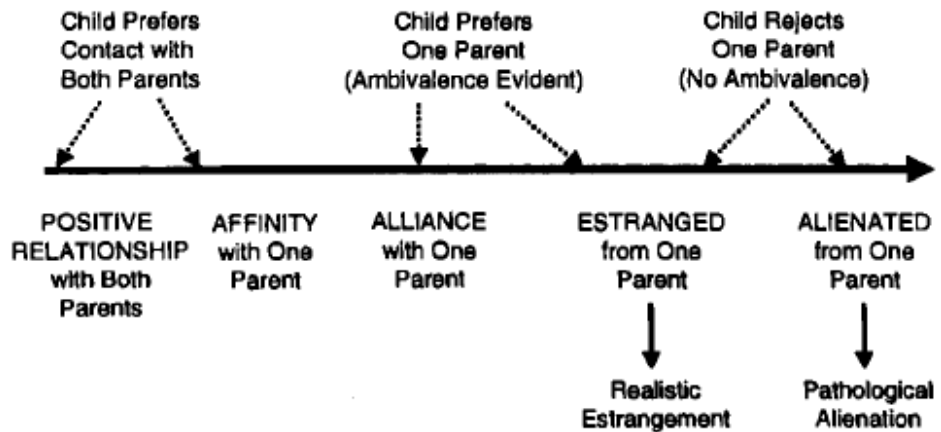 Child Prefers
Contact with
Both Parents
Child Prefers
One Parent
(Ambivalence Evident)
Child Rejects
One Parent
(No Ambivalence)
POSITIVE
RELATIONSHIP
with Both
Parents
AFFINITY
with One
Parent
ALLIANCE
with One
Parent
ESTRANGED
from One
Parent
ALIENATED
from One
Parent
Realistic
Estrangement
Pathological
Alienation